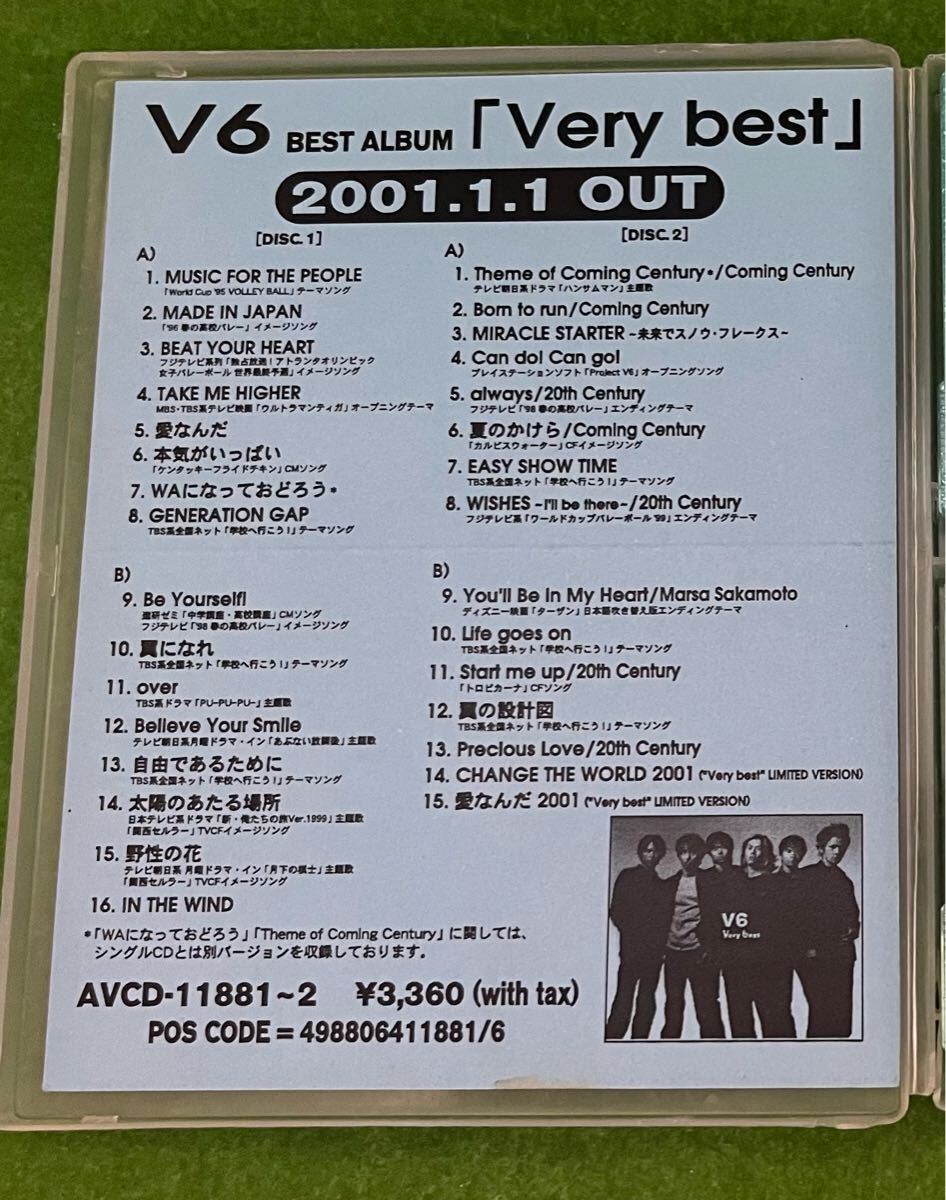 V6 BEST ALBUM「Very best」
2001.1.1 OUT
[DISC.1]
A)
1. MUSIC FOR THE PEOPLE
「World Cup '95 VOLLEY BALL」テーマソング
2. MADE IN JAPAN
「'96 春の高校バレー」イメージソング
3. BEAT YOUR HEART
フジテレビ系列「独占放送！アトランタオリンピック
女子バレーボール 世界最終予選」イメージソング
4. TAKE ME HIGHER
MBS・TBS系テレビ映画「ウルトラマンティガ」オープニングテーマ
5. 愛なんだ
6. 本気がいっぱい
「ケンタッキーフライドチキン」CMソング
7. WAになっておどろう*
8. GENERATION GAP
TBS系全国ネット「学校へ行こう！」テーマソング
B)
9. Be Yourself!
進研ゼミ「中学講座・高校講座」CMソング
フジテレビ「'98 春の高校バレー」イメージソング
10. 翼になれ
TBS系全国ネット「学校へ行こう！」テーマソング
11. over
TBS系ドラマ「PU-PU-PU-」主題歌
12. Believe Your Smile
テレビ朝日系月曜ドラマ・イン「あぶない放課後」主題歌
13. 自由であるために
TBS系全国ネット「学校へ行こう！」テーマソング
14. 太陽のあたる場所
日本テレビ系ドラマ「新・俺たちの旅Ver.1999」主題歌
「関西セルラー」TVCFイメージソング
15. 野性の花
テレビ朝日系 月曜ドラマ・イン「月下の棋士」主題歌
「関西セルラー」TVCFイメージソング
16. IN THE WIND
[DISC.2]
A)
1. Theme of Coming Century*/Coming Century
テレビ朝日系ドラマ「ハンサムマン」主題歌
2. Born to run/Coming Century
3. MIRACLE STARTER ~未来でスノウ・フレークス~
4. Can do! Can go!
プレイステーションソフト「Project V6」オープニングソング
5. always/20th Century
フジテレビ「'98 春の高校バレー」エンディングテーマ
6. 夏のかけら/Coming Century
「カルピスウォーター」CFイメージソング
7. EASY SHOW TIME
TBS系全国ネット「学校へ行こう！」テーマソング
8. WISHES ~I'll be there~/20th Century
フジテレビ系「ワールドカップバレーボール '99」エンディングテーマ
B)
9. You'll Be In My Heart/Marsa Sakamoto
ディズニー映画「ターザン」日本語吹き替え版エンディングテーマ
10. Life goes on
TBS系全国ネット「学校へ行こう！」テーマソング
11. Start me up/20th Century
「トロピカーナ」CFソング
12. 翼の設計図
TBS系全国ネット「学校へ行こう！」テーマソング
13. Precious Love/20th Century
14. CHANGE THE WORLD 2001 ("Very best" LIMITED VERSION)
15. 愛なんだ 2001 ("Very best" LIMITED VERSION)
V6
Very best
*「WAになっておどろう」「Theme of Coming Century」に関しては、
シングルCDとは別バージョンを収録しております。
AVCD-11881~2 ¥3,360 (with tax)
POS CODE = 498806411881/6